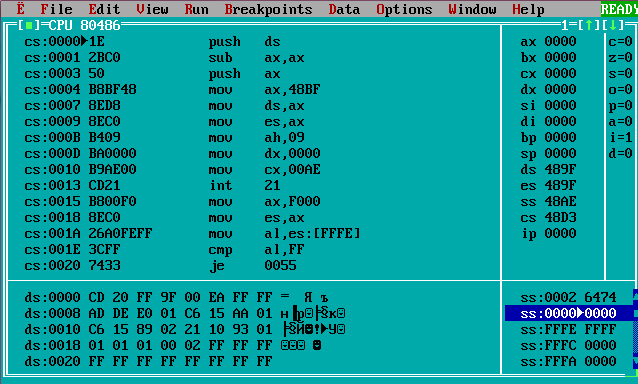 Ë File Edit View Run Breakpoints Data Options Window Help READY
[■]=CPU 80486 1=[↑][↓]
cs:0000►1E push ds ax 0000 c=0
cs:0001 2BC0 sub ax,ax bx 0000 z=0
cs:0003 50 push ax cx 0000 s=0
cs:0004 B8BF48 mov ax,48BF dx 0000 o=0
cs:0007 8ED8 mov ds,ax si 0000 p=0
cs:0009 8EC0 mov es,ax di 0000 a=0
cs:000B B409 mov ah,09 bp 0000 i=1
cs:000D BA0000 mov dx,0000 sp 0000 d=0
cs:0010 B9AE00 mov cx,00AE ds 489F
cs:0013 CD21 int 21 es 489F
cs:0015 B800F0 mov ax,F000 ss 48AE
cs:0018 8EC0 mov es,ax cs 48D3
cs:001A 26A0FEFF mov al,es:[FFFE] ip 0000
cs:001E 3CFF cmp al,FF
cs:0020 7433 je 0055
ds:0000 CD 20 FF 9F 00 EA FF FF = Я ъ ss:0002 6474
ds:0008 AD DE E0 01 C6 15 AA 01 ss:0000►0000
ds:0010 C6 15 89 02 21 10 93 01 ss:FFFE FFFF
ds:0018 01 01 01 00 02 FF FF FF ss:FFFC 0000
ds:0020 FF FF FF FF FF FF FF FF ss:FFFA 0000